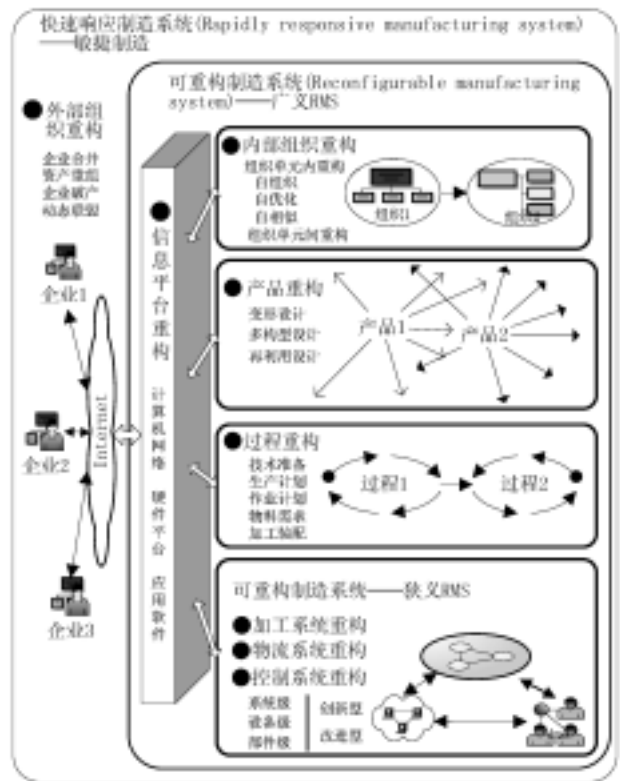 快速响应制造系统(Rapidly responsive manufacturing system)
——敏捷制造
可重构制造系统(Reconfigurable manufacturing
system)——广义RMS
●外部组
织重构
企业合并
资产重组
企业破产
动态联盟
企业1
企业2
企业3
Internet
●信息平台重构
计算机网络
硬件平台
应用软件
●内部组织重构
组织单元内重构
自组织
自优化
自相似
组织单元间重构
组织1
组织2
●产品重构
变形设计
多构型设计
再利用设计
产品1
产品2
●过程重构
技术准备
生产计划
作业计划
物料需求
加工装配
过程1
过程2
可重构制造系统——狭义RMS
●加工系统重构
●物流系统重构
●控制系统重构
系统级
设备级
部件级
创新型
改进型